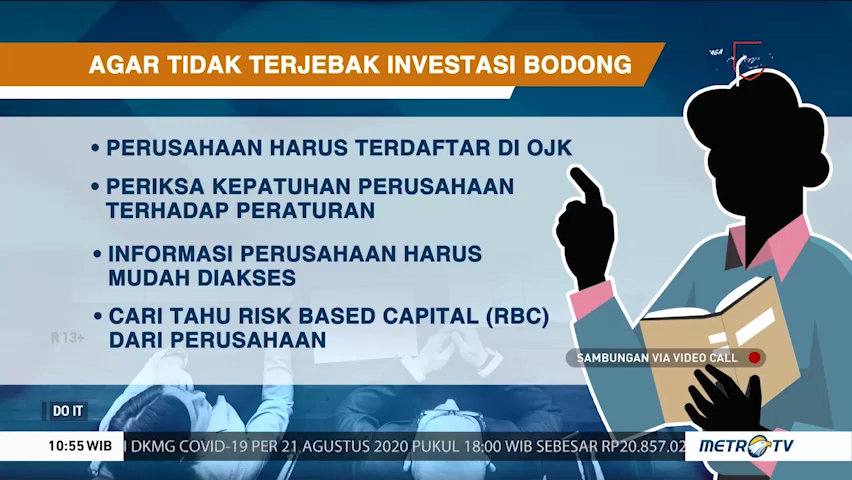 AGAR TIDAK TERJEBAK INVESTASI BODONG
• PERUSAHAAN HARUS TERDAFTAR DI OJK
• PERIKSA KEPATUHAN PERUSAHAAN
TERHADAP PERATURAN
• INFORMASI PERUSAHAAN HARUS
MUDAH DIAKSES
• CARI TAHU RISK BASED CAPITAL (RBC)
DARI PERUSAHAAN
R 13+
SAMBUNGAN VIA VIDEO CALL
DO IT
10:55 WIB
I DKMG COVID-19 PER 21 AGUSTUS 2020 PUKUL 18:00 WIB SEBESAR RP20.857.02
METRO TV